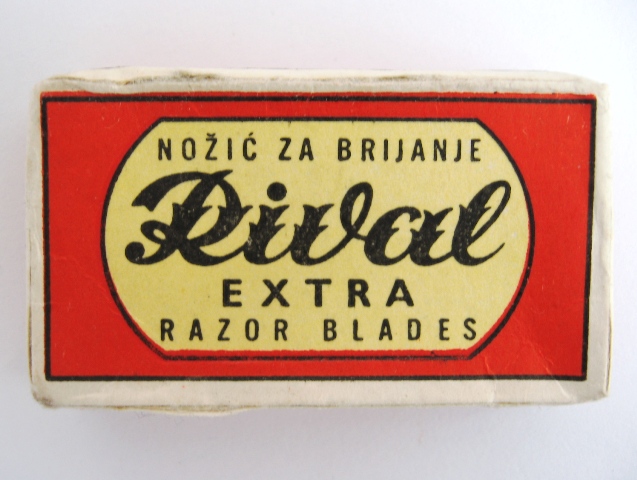 NOŽIĆ ZA BRIJANJE
Rival
EXTRA
RAZOR BLADES